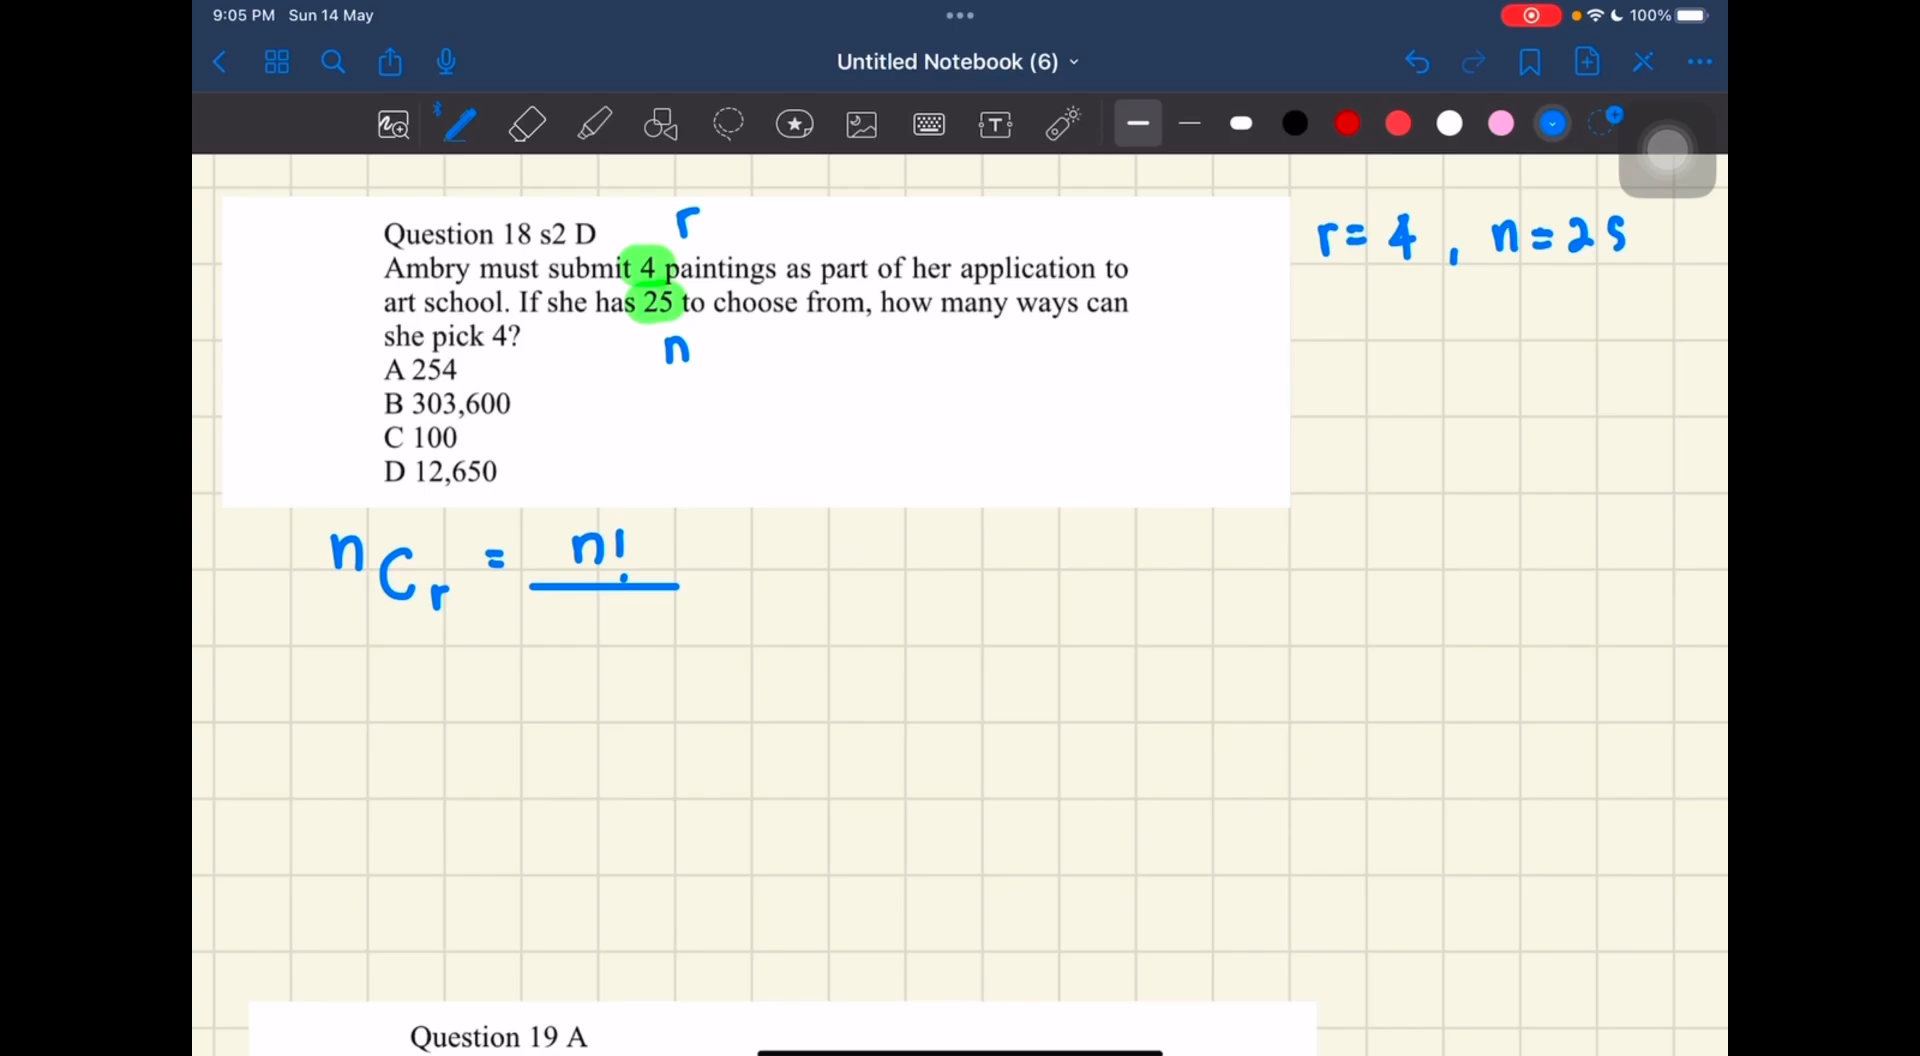 9:05 PM Sun 14 May
100%
Untitled Notebook (6)
Question 18 s2 D
r
r = 4 , n = 25
Ambry must submit 4 paintings as part of her application to
art school. If she has 25 to choose from, how many ways can
she pick 4?
n
A 254
B 303,600
C 100
D 12,650
nCr = n!
Question 19 A